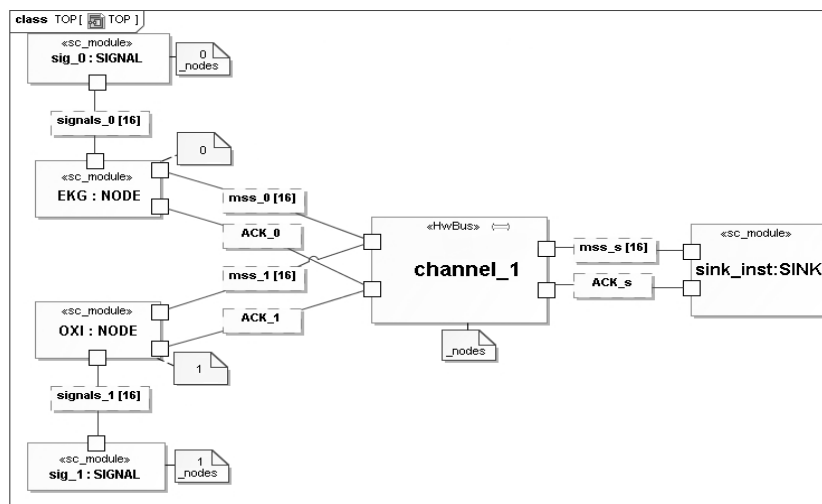 class TOP [ TOP ]
«sc_module»
sig_0 : SIGNAL
0
_nodes
signals_0 [16]
0
«sc_module»
EKG : NODE
mss_0 [16]
ACK_0
mss_1 [16]
ACK_1
«HwBus»
channel_1
_nodes
mss_s [16]
ACK_s
«sc_module»
sink_inst:SINK
«sc_module»
OXI : NODE
1
signals_1 [16]
«sc_module»
sig_1 : SIGNAL
1
_nodes